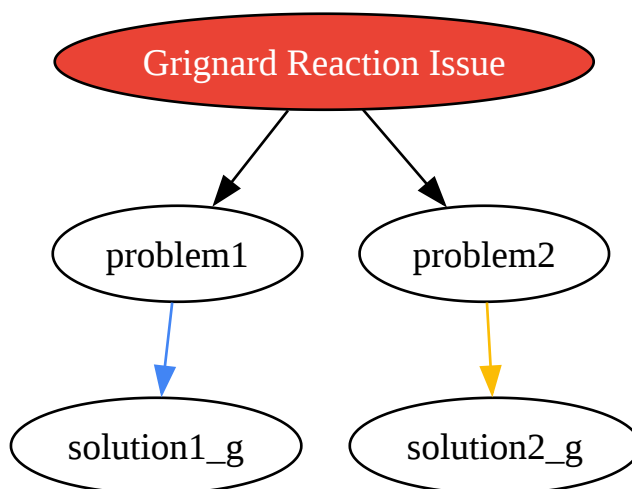 Grignard Reaction Issue
problem1
problem2
solution1_g
solution2_g